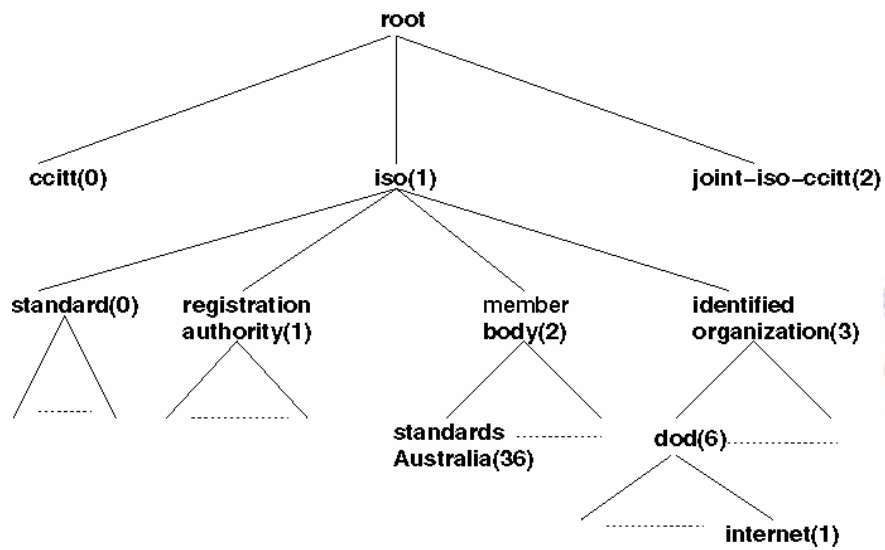 root
ccitt(0)
iso(1)
joint-iso-ccitt(2)
standard(0)
registration
authority(1)
member
body(2)
identified
organization(3)
standards
Australia(36)
dod(6)
internet(1)